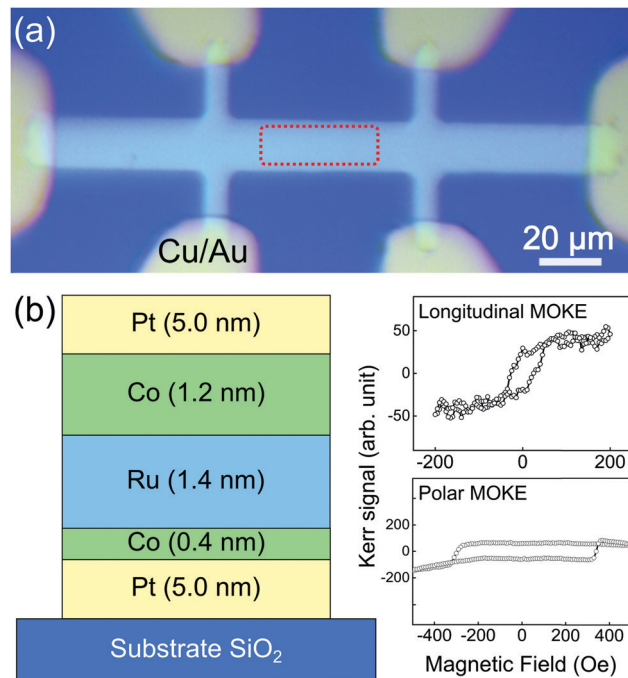 (a)
Cu/Au
20 μm
(b)
Pt (5.0 nm)
Co (1.2 nm)
Ru (1.4 nm)
Co (0.4 nm)
Pt (5.0 nm)
Substrate SiO₂
Kerr signal (arb. unit)
Longitudinal MOKE
50
0
-50
-200 0 200
Polar MOKE
100
0
-200
-400 -200 0 200 400
Magnetic Field (Oe)